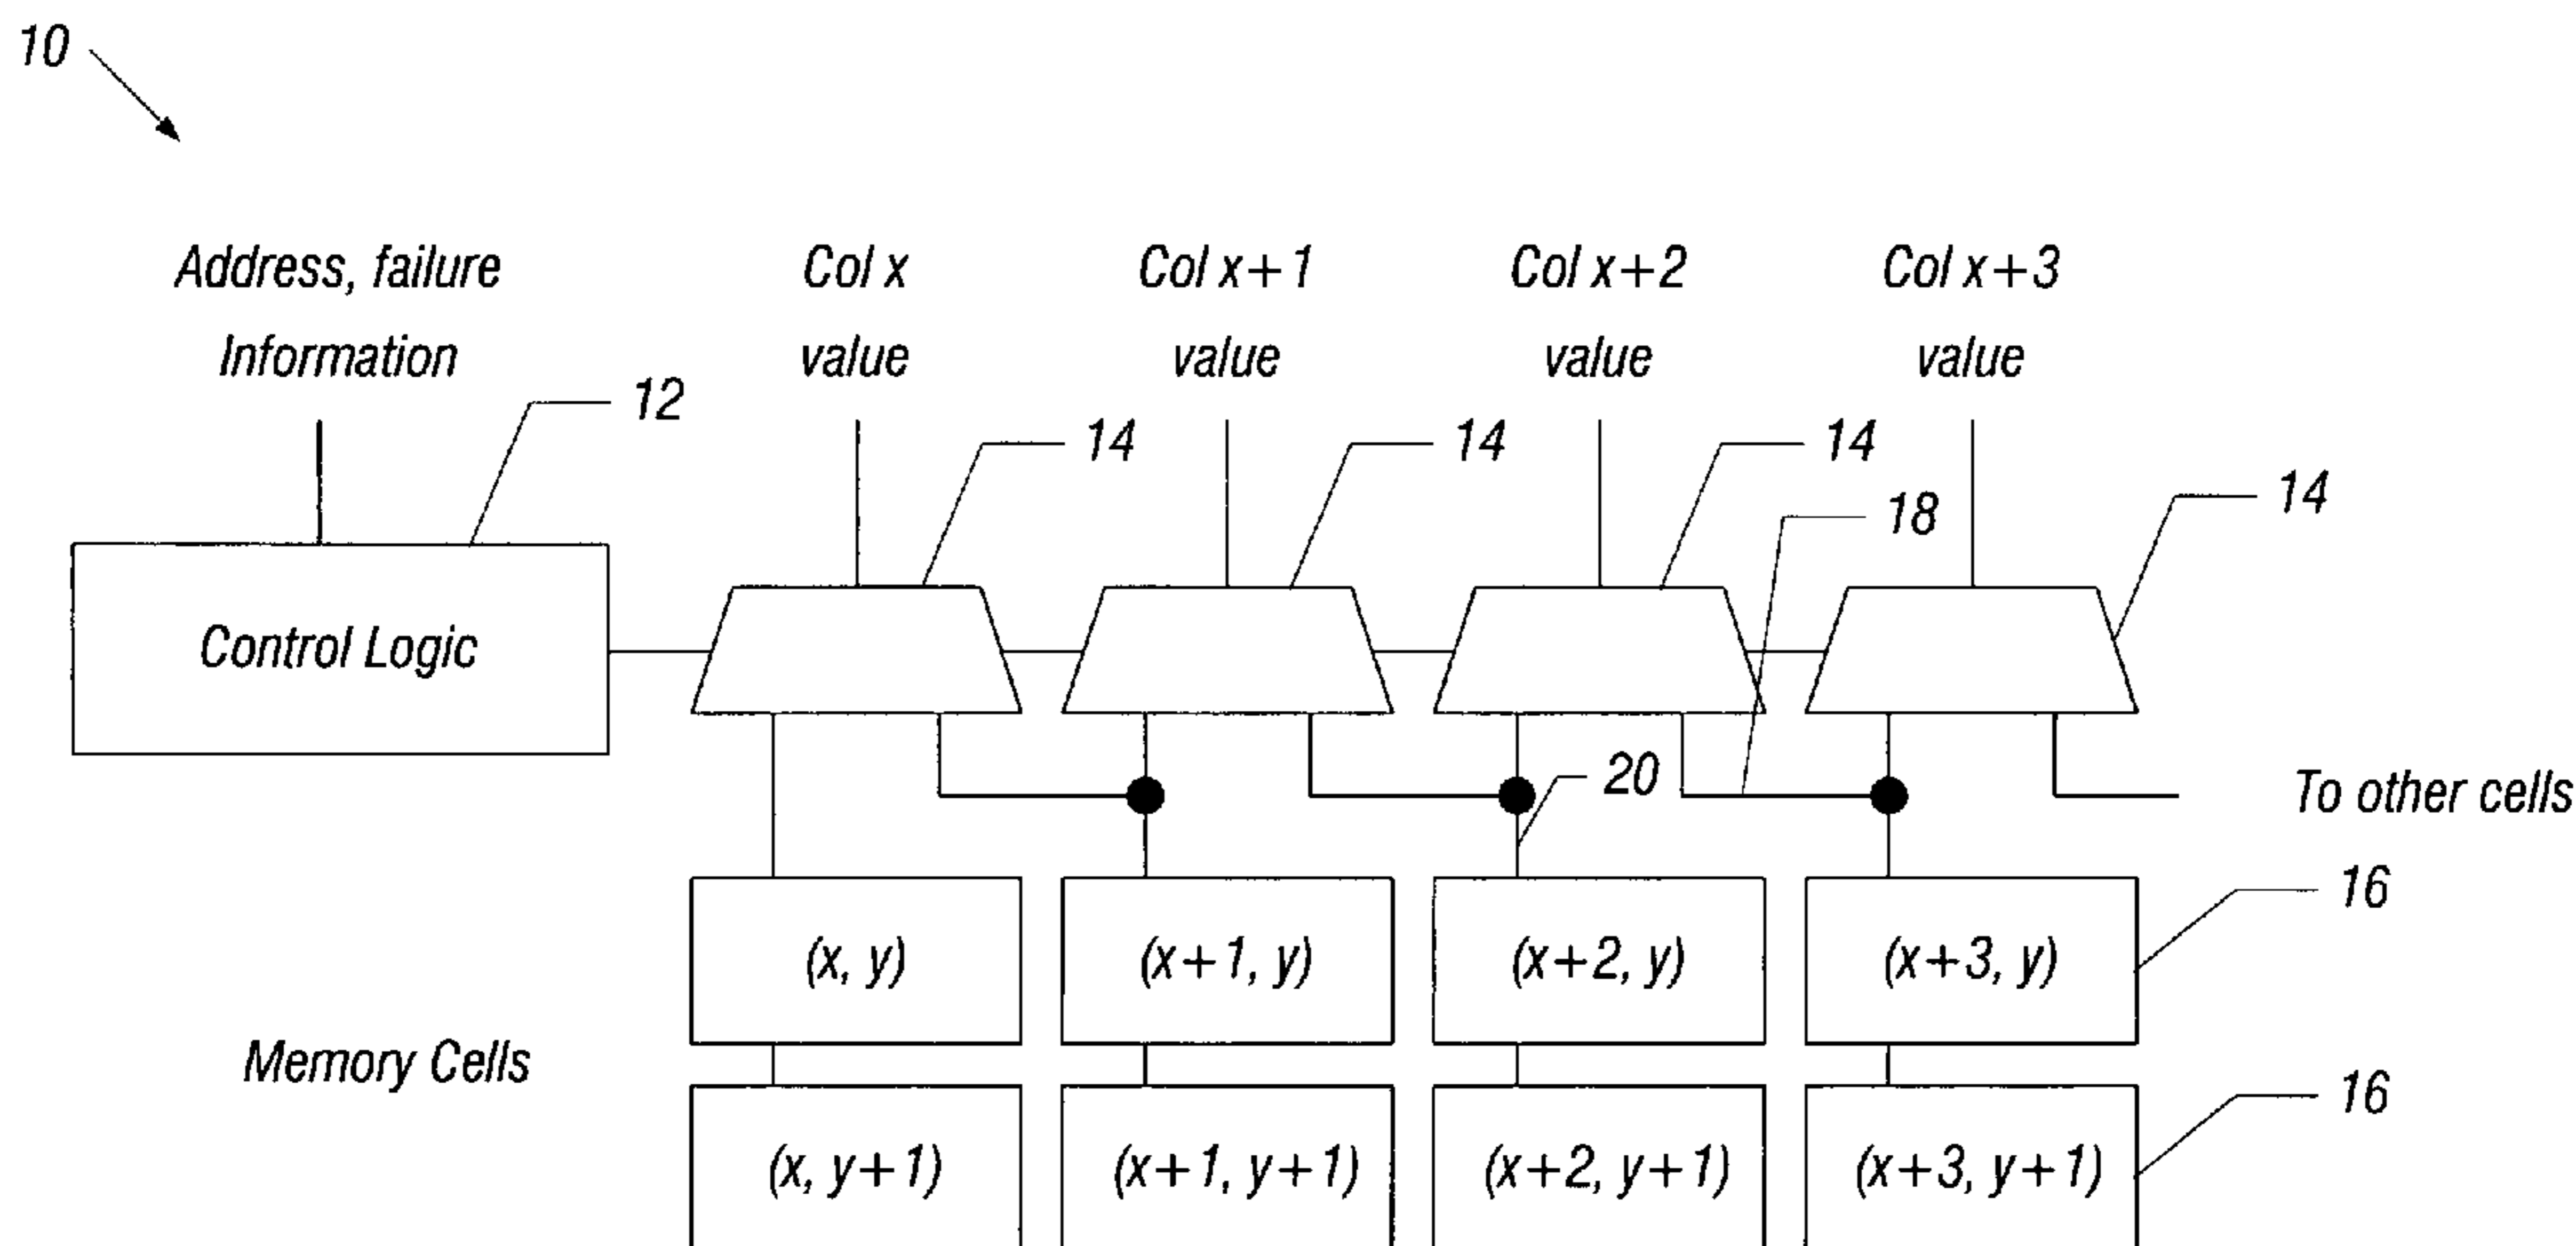 10
Address, failure
Information
Col x
value
Col x+1
value
Col x+2
value
Col x+3
value
12
14
14
14
14
18
Control Logic
20
To other cells
(x, y)
(x+1, y)
(x+2, y)
(x+3, y)
16
Memory Cells
(x, y+1)
(x+1, y+1)
(x+2, y+1)
(x+3, y+1)
16